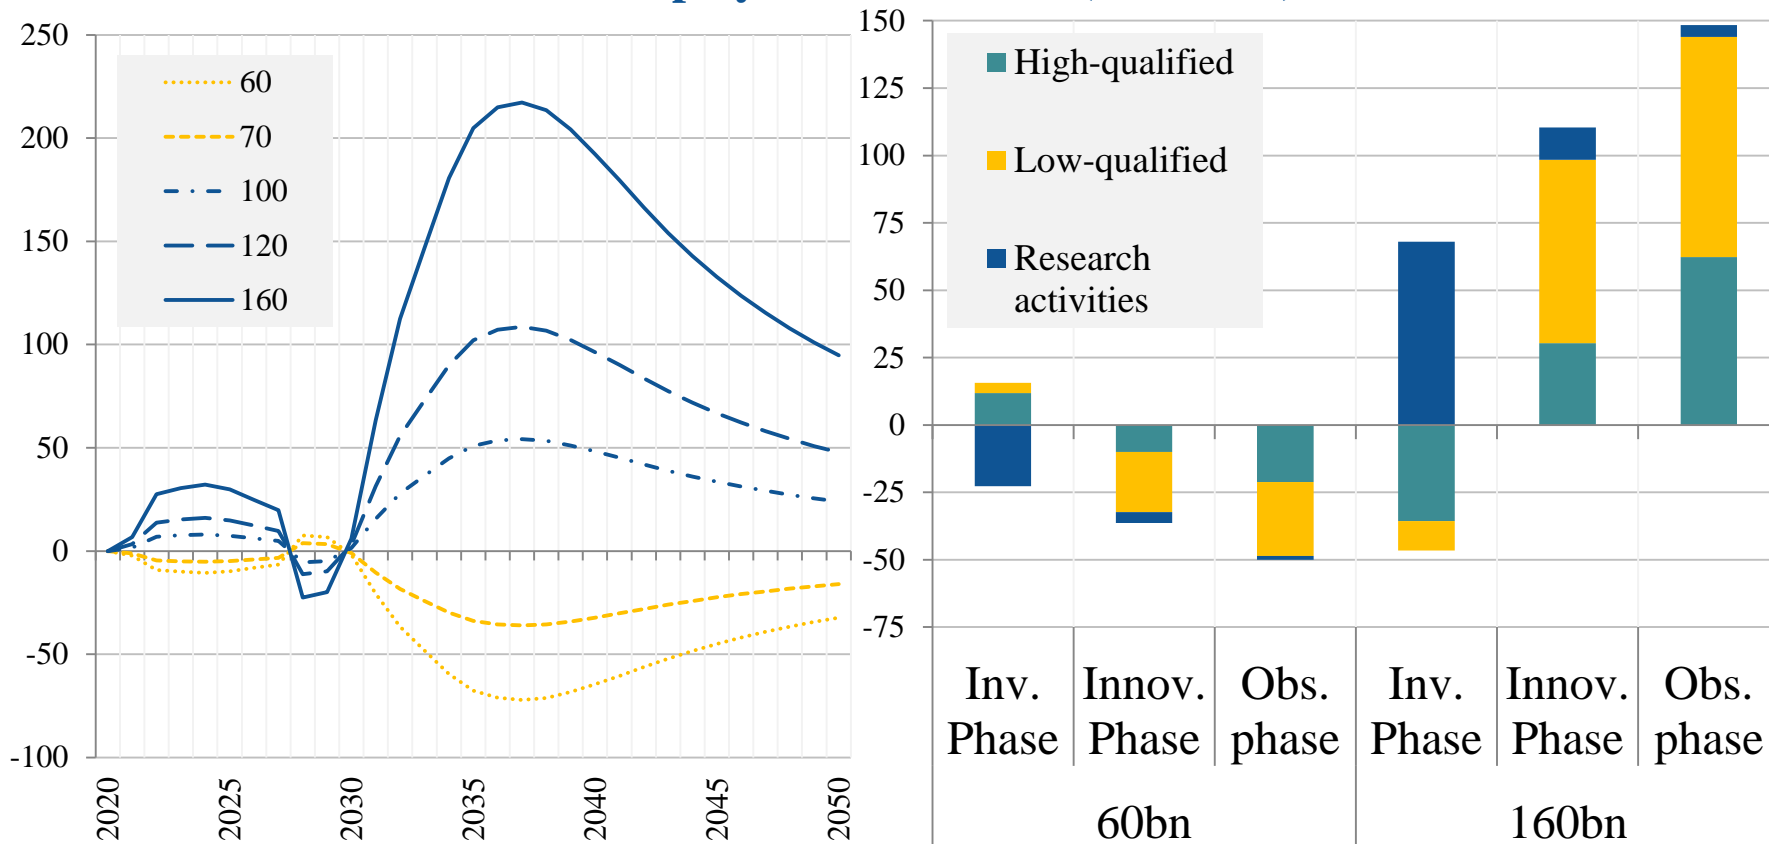 250
200
150
100
50
0
-50
-100
60
70
100
120
160
2020
2025
2030
2035
2040
2045
2050
150
125
100
75
50
25
0
-25
-50
-75
High-qualified
Low-qualified
Research
activities
Inv.
Phase
Innov.
Phase
Obs.
phase
Inv.
Phase
Innov.
Phase
Obs.
phase
60bn
160bn